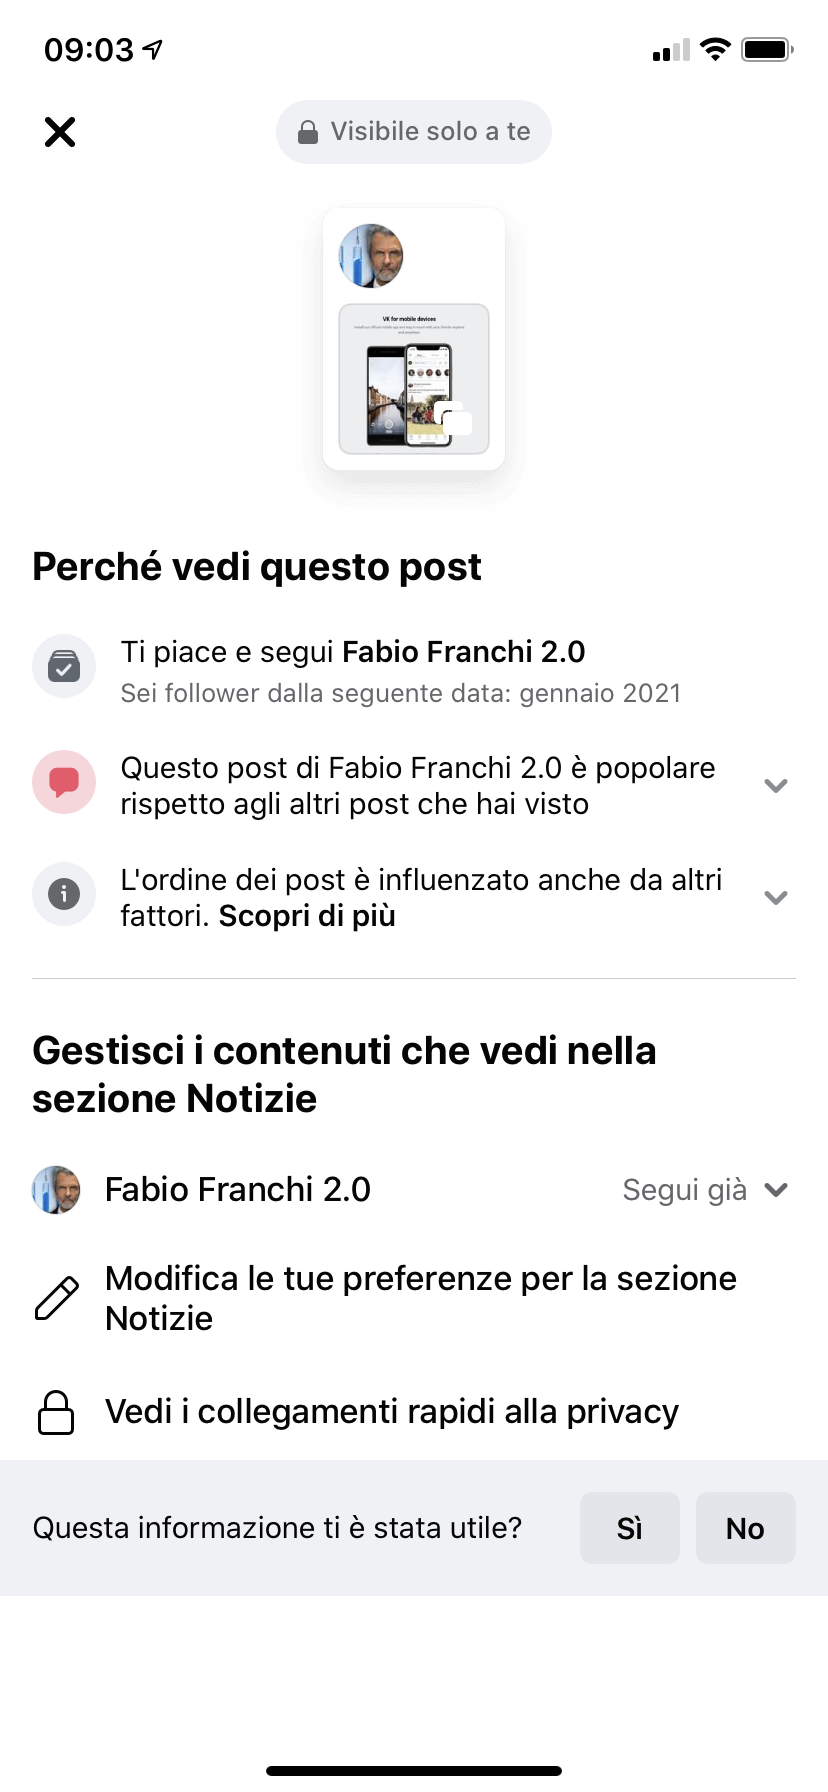 09:03
Visibile solo a te
VK for mobile devices
Perché vedi questo post
Ti piace e segui Fabio Franchi 2.0
Sei follower dalla seguente data: gennaio 2021
Questo post di Fabio Franchi 2.0 è popolare
rispetto agli altri post che hai visto
L'ordine dei post è influenzato anche da altri
fattori. Scopri di più
Gestisci i contenuti che vedi nella
sezione Notizie
Fabio Franchi 2.0
Segui già
Modifica le tue preferenze per la sezione
Notizie
Vedi i collegamenti rapidi alla privacy
Questa informazione ti è stata utile?
Sì
No